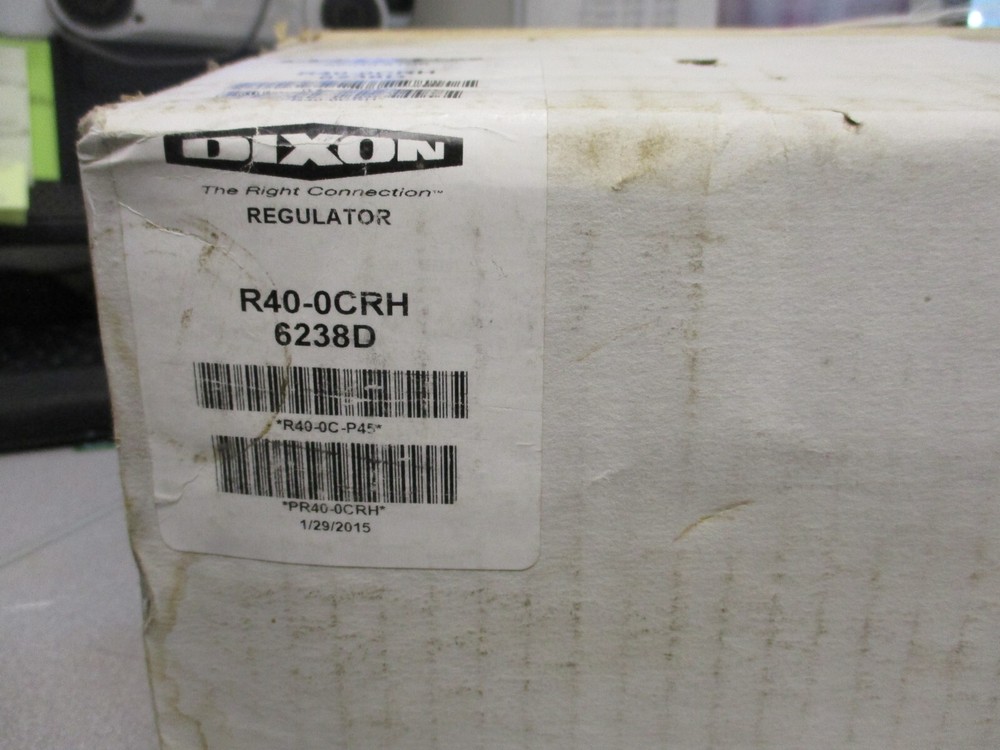 DIXON
The Right Connection™
REGULATOR
R40-0CRH
6238D
*R40-0C-P45*
*PR40-0CRH*
1/29/2015